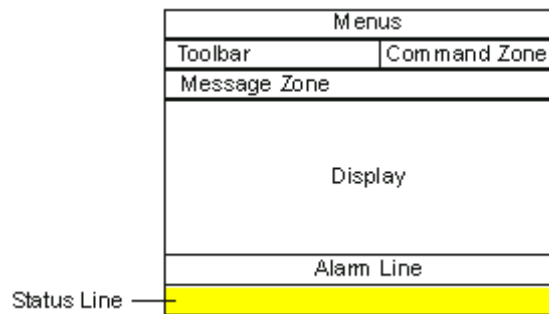 Menus
Toolbar Command Zone
Message Zone
Display
Alarm Line
Status Line